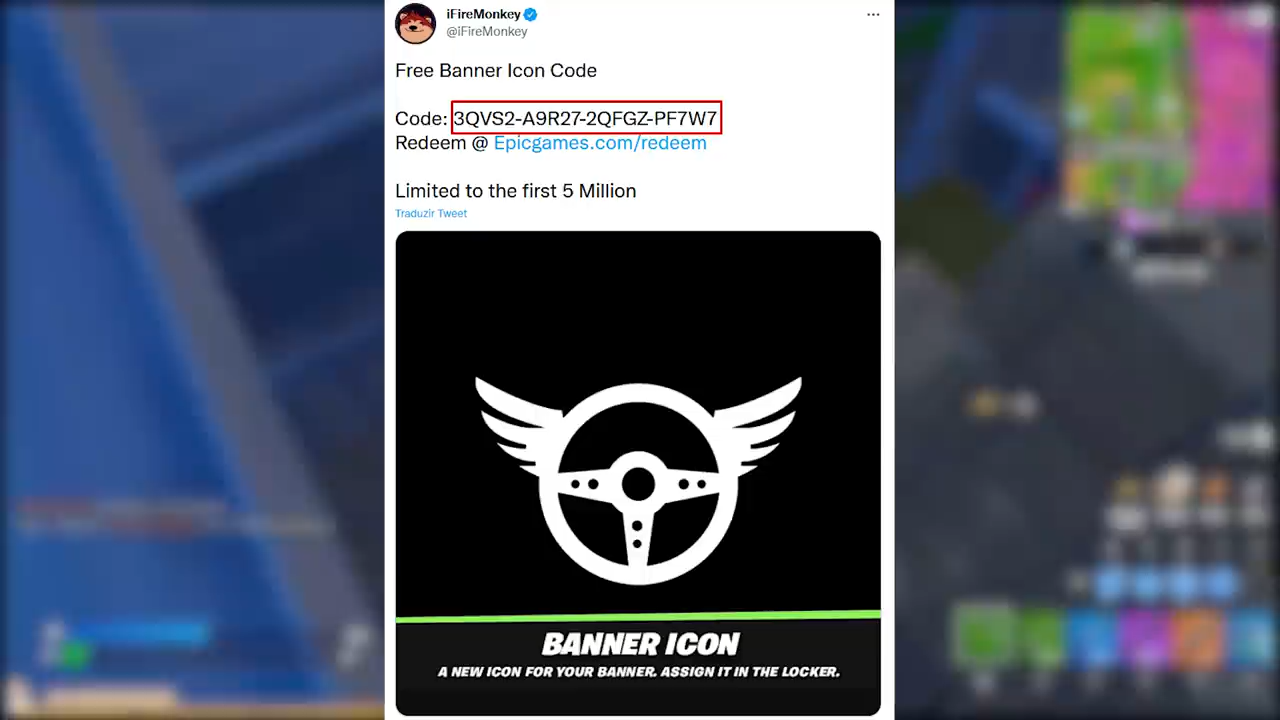 iFireMonkey
@iFireMonkey
Free Banner Icon Code
Code: 3QVS2-A9R27-2QFGZ-PF7W7
Redeem @ Epicgames.com/redeem
Limited to the first 5 Million
Traduzir Tweet
BANNER ICON
A NEW ICON FOR YOUR BANNER. ASSIGN IT IN THE LOCKER.